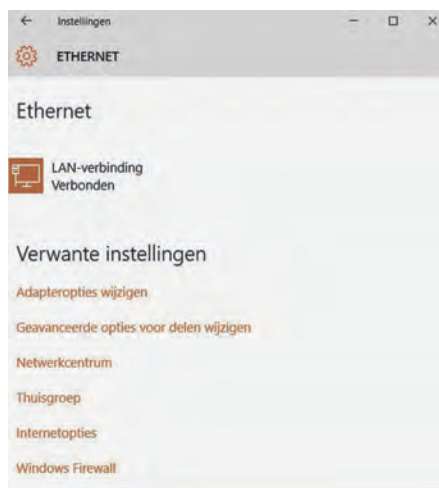 Instellingen
ETHERNET
Ethernet
LAN-verbinding
Verbonden
Verwante instellingen
Adapteropties wijzigen
Geavanceerde opties voor delen wijzigen
Netwerkcentrum
Thuisgroep
Internetopties
Windows Firewall